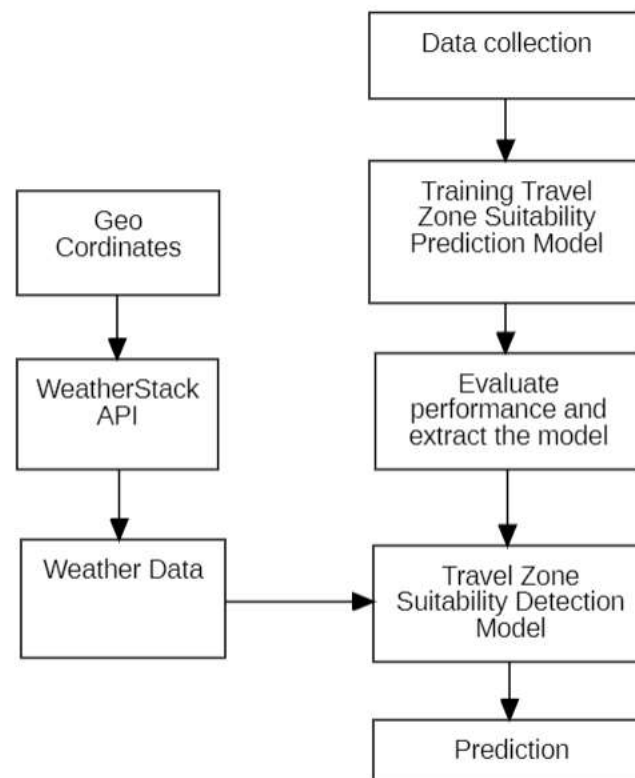 Data collection
Training Travel
Zone Suitability
Prediction Model
Geo
Cordinates
WeatherStack
API
Evaluate
performance and
extract the model
Weather Data
Travel Zone
Suitability Detection
Model
Prediction